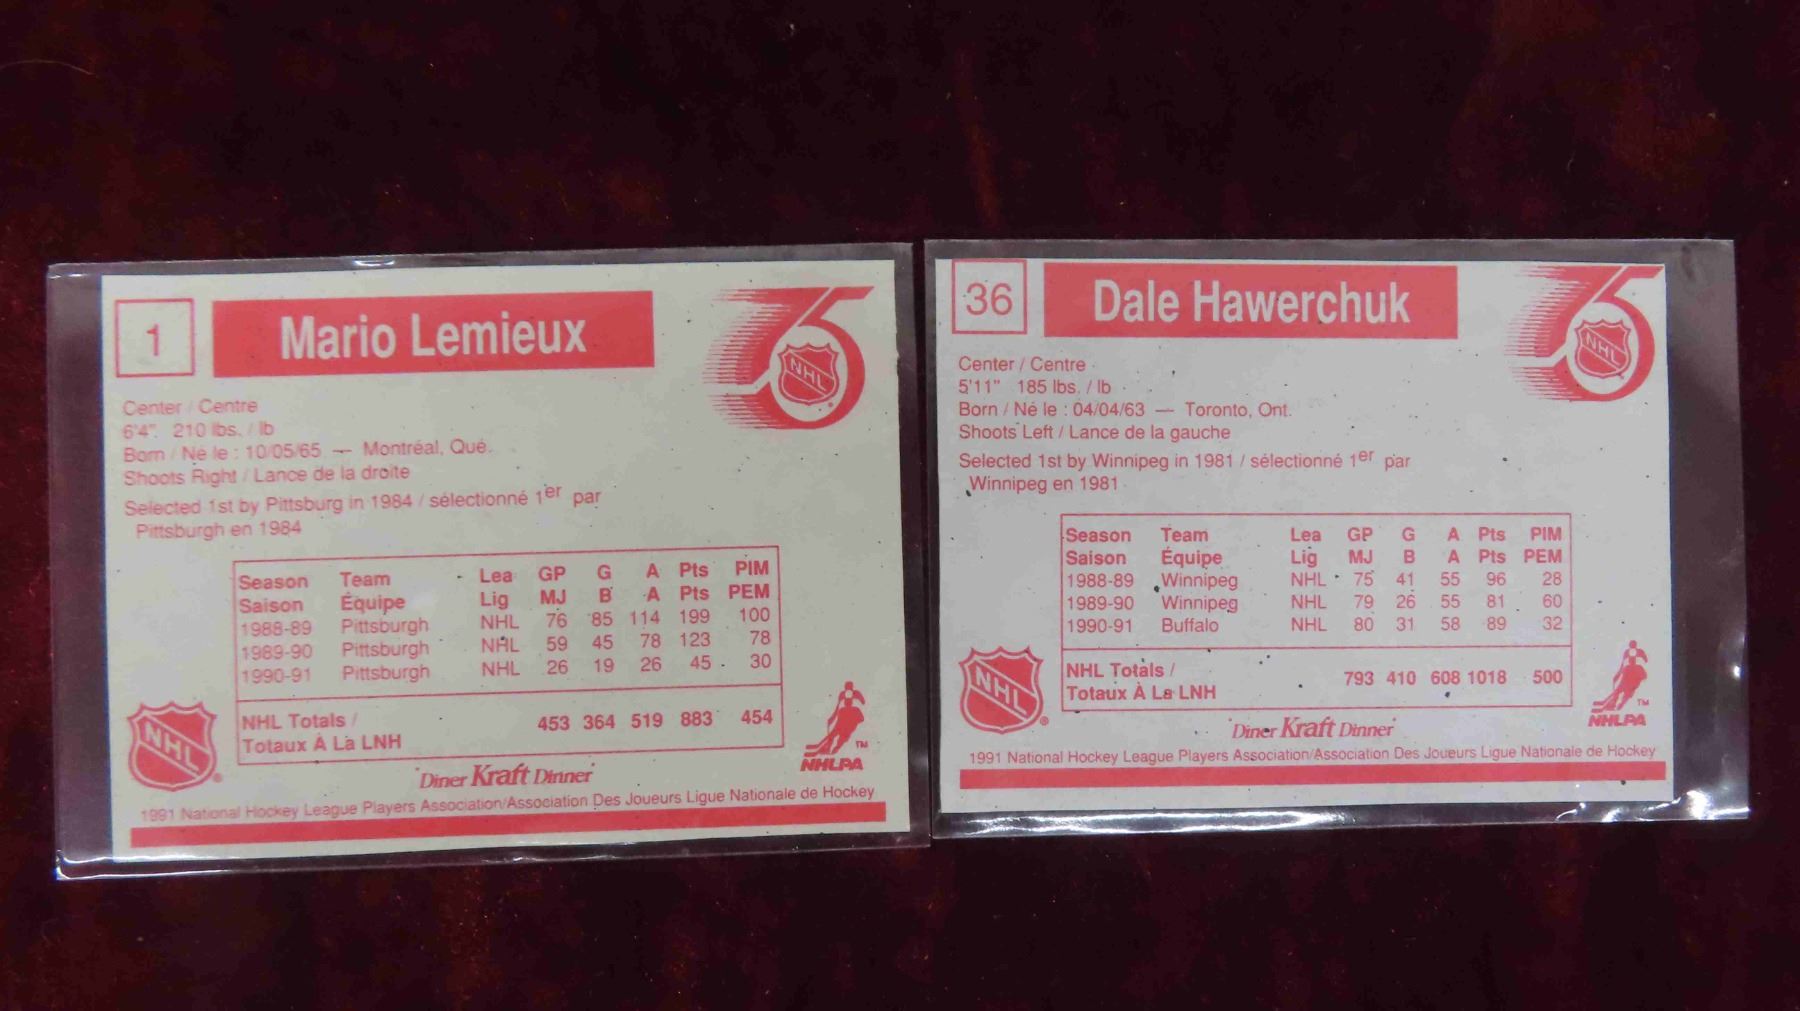 1
Mario Lemieux
75
NHL
Center / Centre
6'4". 210 lbs. / lb
Born / Né le : 10/05/65 — Montréal, Qué.
Shoots Right / Lance de la droite
Selected 1st by Pittsburg in 1984 / sélectionné 1er par
Pittsburgh en 1984
Season Team Lea GP G A Pts PIM
Saison Équipe Lig MJ B A Pts PEM
1988-89 Pittsburgh NHL 76 85 114 199 100
1989-90 Pittsburgh NHL 59 45 78 123 78
1990-91 Pittsburgh NHL 26 19 26 45 30
NHL Totals /
Totaux À La LNH 453 364 519 883 454
NHL
TM
NHLPA
Diner Kraft Dinner
1991 National Hockey League Players Association/Association Des Joueurs Ligue Nationale de Hockey
36
Dale Hawerchuk
75
NHL
Center / Centre
5'11" 185 lbs. / lb
Born / Né le : 04/04/63 — Toronto, Ont.
Shoots Left / Lance de la gauche
Selected 1st by Winnipeg in 1981 / sélectionné 1er par
Winnipeg en 1981
Season Team Lea GP G A Pts PIM
Saison Équipe Lig MJ B A Pts PEM
1988-89 Winnipeg NHL 75 41 55 96 28
1989-90 Winnipeg NHL 79 26 55 81 60
1990-91 Buffalo NHL 80 31 58 89 32
NHL Totals /
Totaux À La LNH 793 410 608 1018 500
NHL
TM
NHLPA
Diner Kraft Dinner
1991 National Hockey League Players Association/Association Des Joueurs Ligue Nationale de Hockey